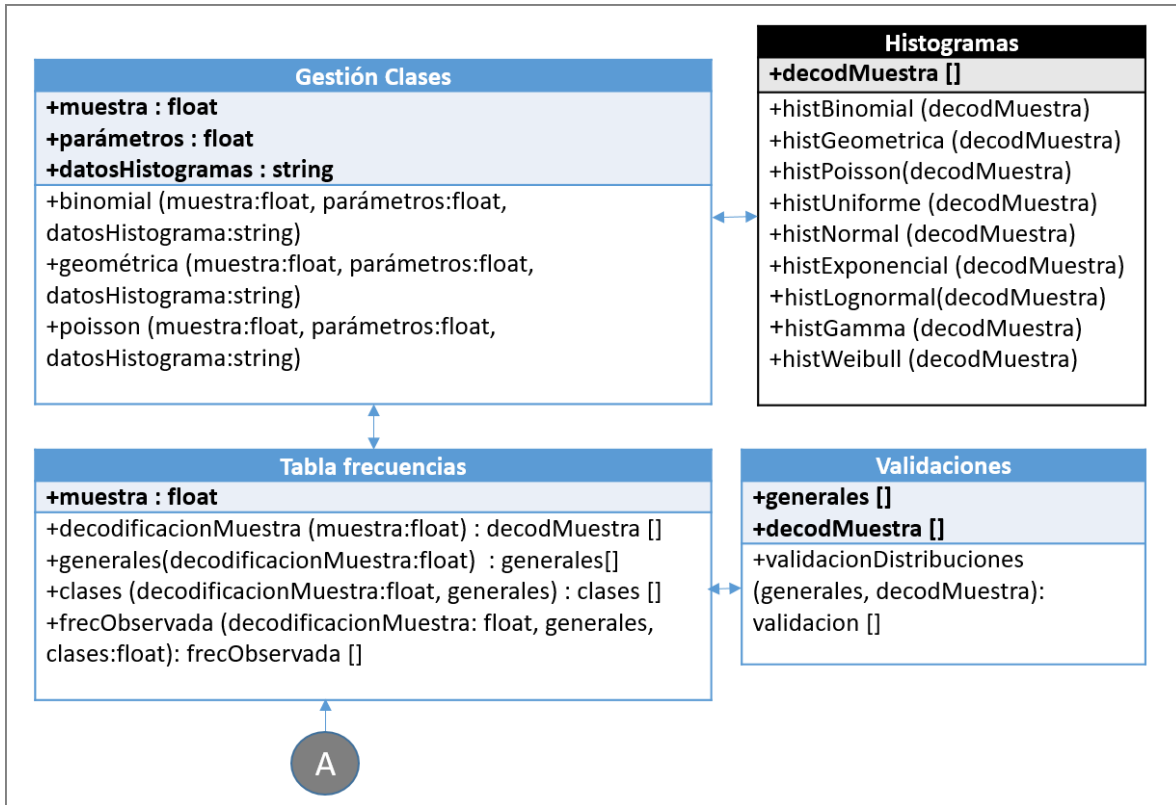 Gestión Clases
+muestra : float
+parámetros : float
+datosHistogramas : string
+binomial (muestra:float, parámetros:float,
datosHistograma:string)
+geométrica (muestra:float, parámetros:float,
datosHistograma:string)
+poisson (muestra:float, parámetros:float,
datosHistograma:string)
Histogramas
+decodMuestra []
+histBinomial (decodMuestra)
+histGeometrica (decodMuestra)
+histPoisson(decodMuestra)
+histUniforme (decodMuestra)
+histNormal (decodMuestra)
+histExponencial (decodMuestra)
+histLognormal(decodMuestra)
+histGamma (decodMuestra)
+histWeibull (decodMuestra)
Tabla frecuencias
+muestra : float
+decodificacionMuestra (muestra:float) : decodMuestra []
+generales(decodificacionMuestra:float) : generales[]
+clases (decodificacionMuestra:float, generales) : clases []
+frecObservada (decodificacionMuestra: float, generales,
clases:float): frecObservada []
Validaciones
+generales []
+decodMuestra []
+validacionDistribuciones
(generales, decodMuestra):
validacion []
A